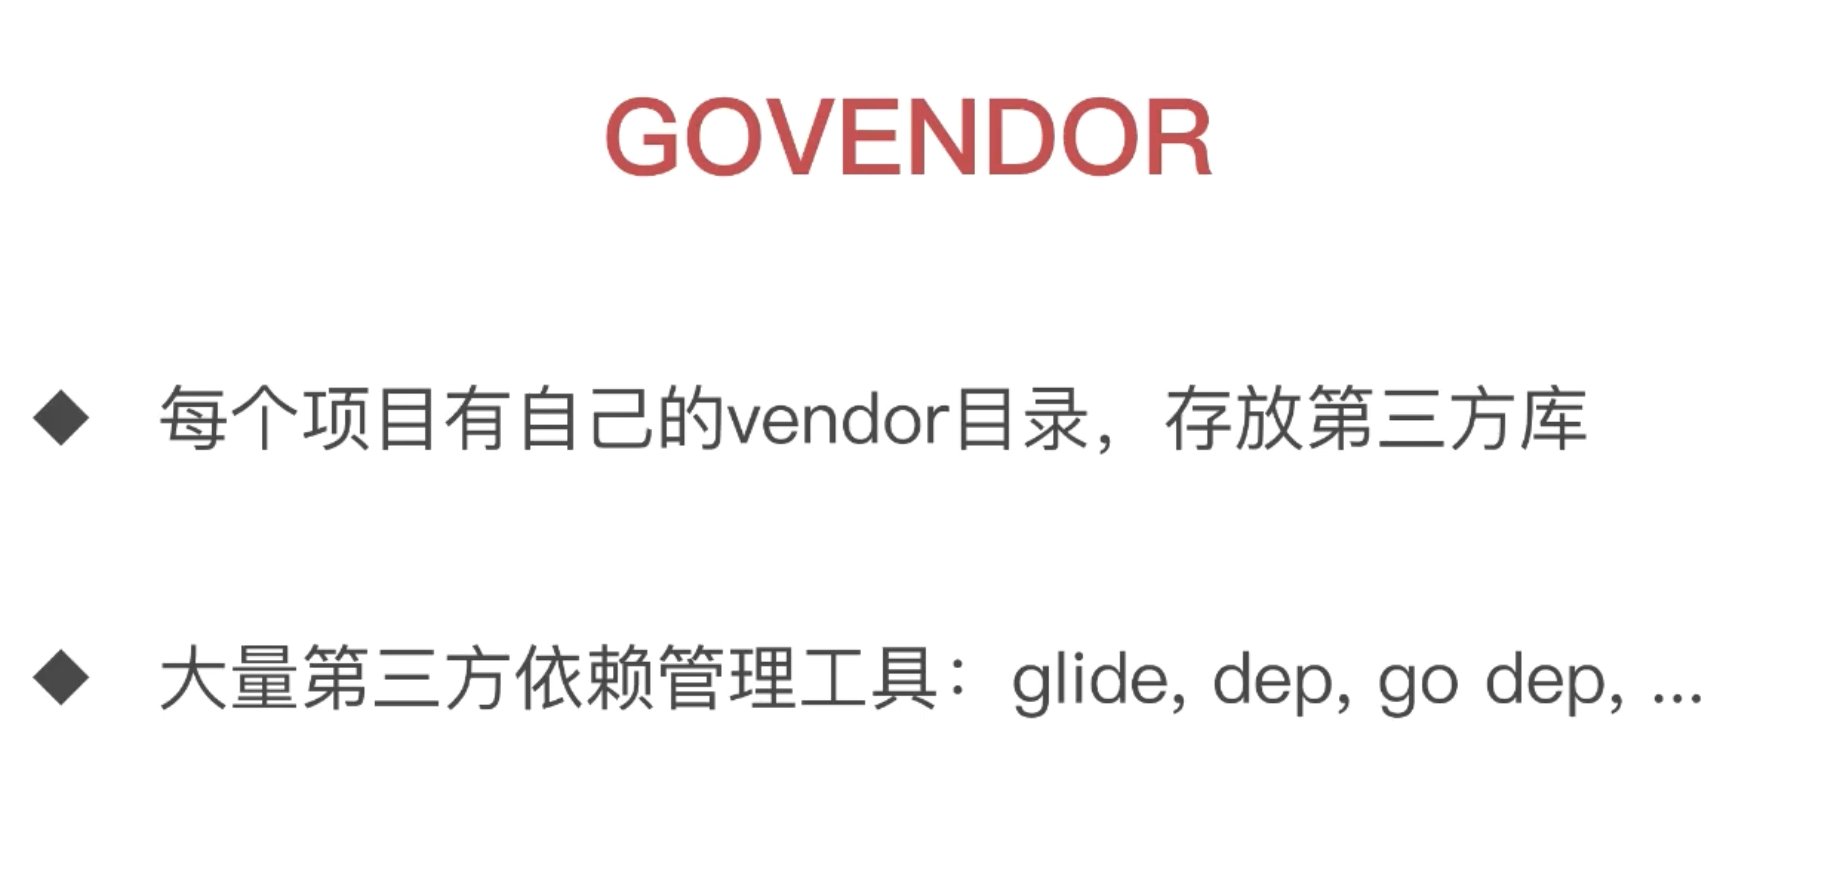 GOVENDOR
◆ 每个项目有自己的vendor目录，存放第三方库
◆ 大量第三方依赖管理工具：glide, dep, go dep, ...